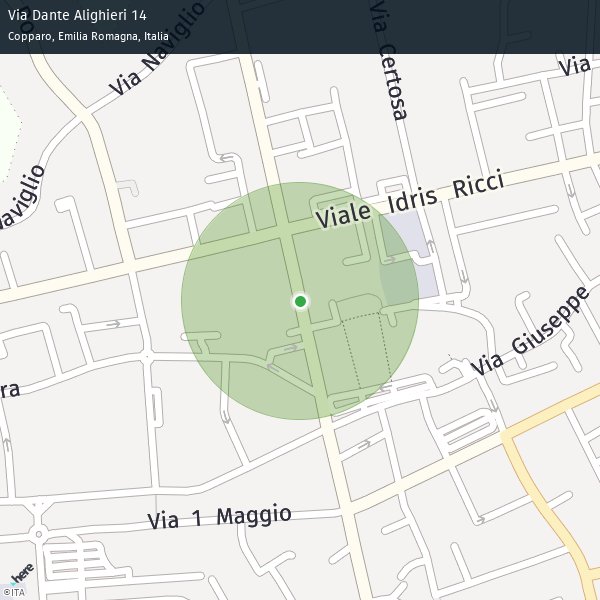 Via Dante Alighieri 14
Copparo, Emilia Romagna, Italia
Via Naviglio
Via Certosa
Via
Naviglio
Viale Idris Ricci
Via Giuseppe
Via 1 Maggio
here
©ITA